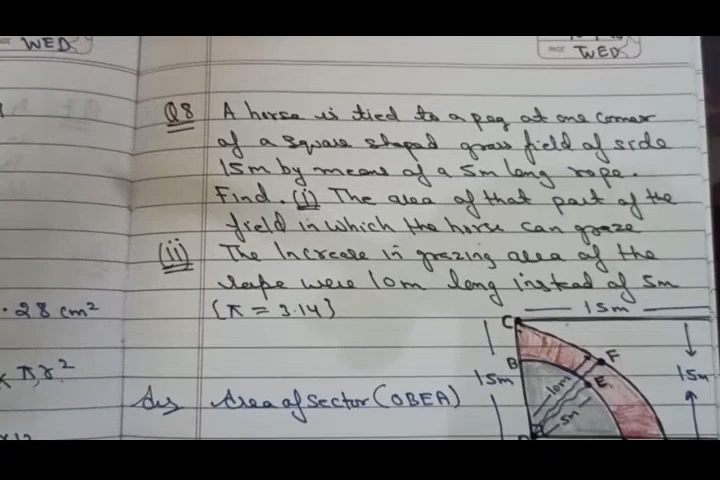 WED
TWED
Q8 A horse is tied to a peg at one corner
of a square shaped grass field of side
15m by means of a 5m long rope.
Find. (i) The area of that part of the
field in which the horse can graze
(ii) The Increase in grazing area of the
rope were 10m long instead of 5m
(π = 3.14)
· 28 cm²
15m
C
B
F
E
15m
10m
5m
15m
πr²
Ans Area of sector (OBEA)